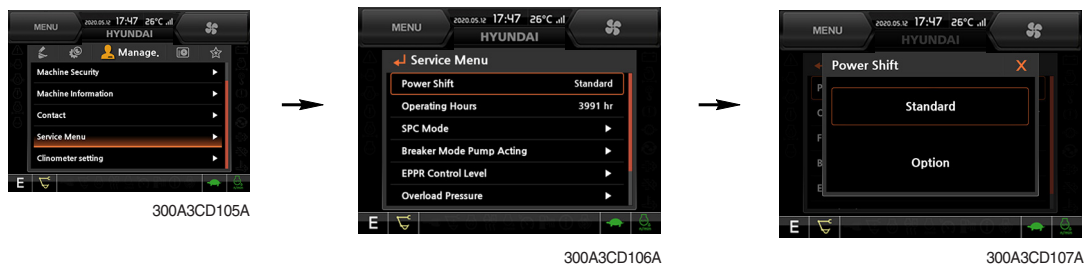 MENU
2020.05.12 17:47 26°C
HYUNDAI
Manage.
Machine Security
Machine Information
Contact
Service Menu
Clinometer setting
E
300A3CD105A
MENU
2020.05.12 17:47 26°C
HYUNDAI
Service Menu
Power Shift Standard
Operating Hours 3991 hr
SPC Mode
Breaker Mode Pump Acting
EPPR Control Level
Overload Pressure
E
300A3CD106A
MENU
2020.05.12 17:47 26°C
HYUNDAI
Power Shift X
Standard
Option
E
300A3CD107A